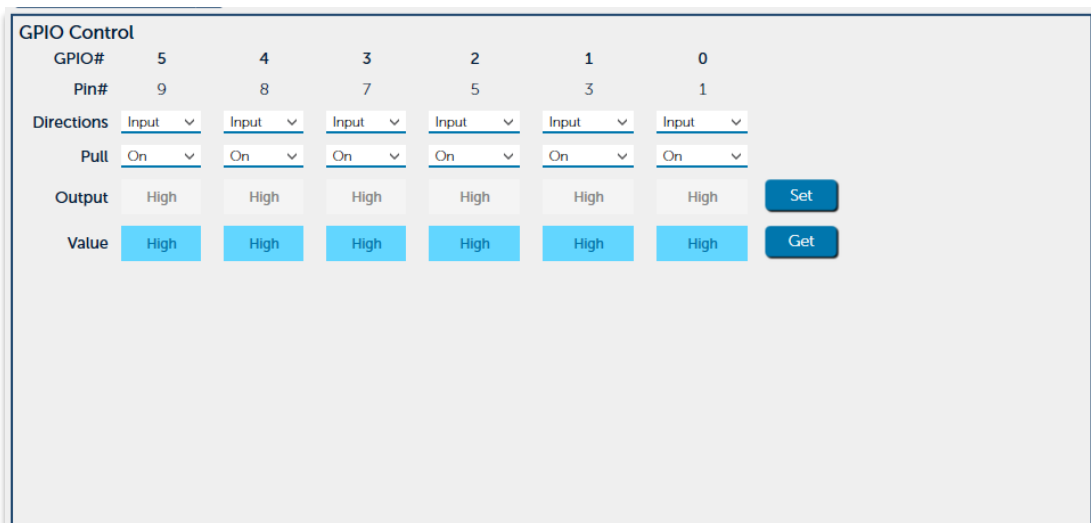 GPIO Control
GPIO# 5 4 3 2 1 0
Pin# 9 8 7 5 3 1
Directions Input Input Input Input Input Input
Pull On On On On On On
Output High High High High High High Set
Value High High High High High High Get